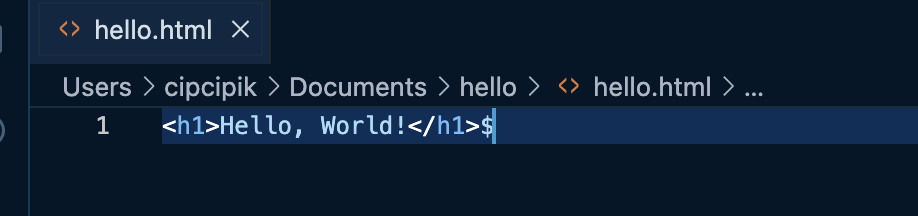 hello.html
Users > cipcipik > Documents > hello > <> hello.html > ...
1 <h1>Hello, World!</h1>$